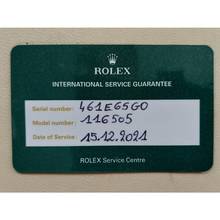 ROLEX
INTERNATIONAL SERVICE GUARANTEE
Serial number: 461E65G0
Model number: 116505
Date of Service: 15.12.2021
ROLEX Service Centre